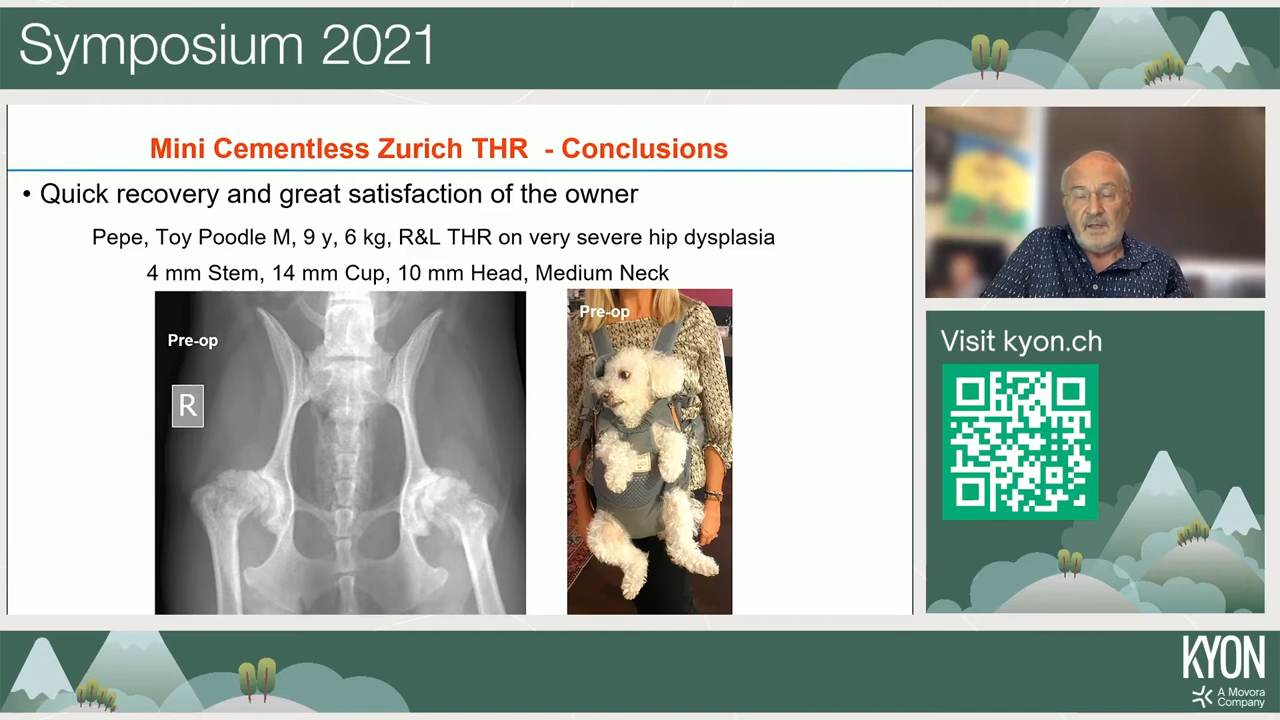 Symposium 2021
Mini Cementless Zurich THR - Conclusions
• Quick recovery and great satisfaction of the owner
Pepe, Toy Poodle M, 9 y, 6 kg, R&L THR on very severe hip dysplasia
4 mm Stem, 14 mm Cup, 10 mm Head, Medium Neck
Pre-op
R
Pre-op
Visit kyon.ch
KYON
A Movora
Company